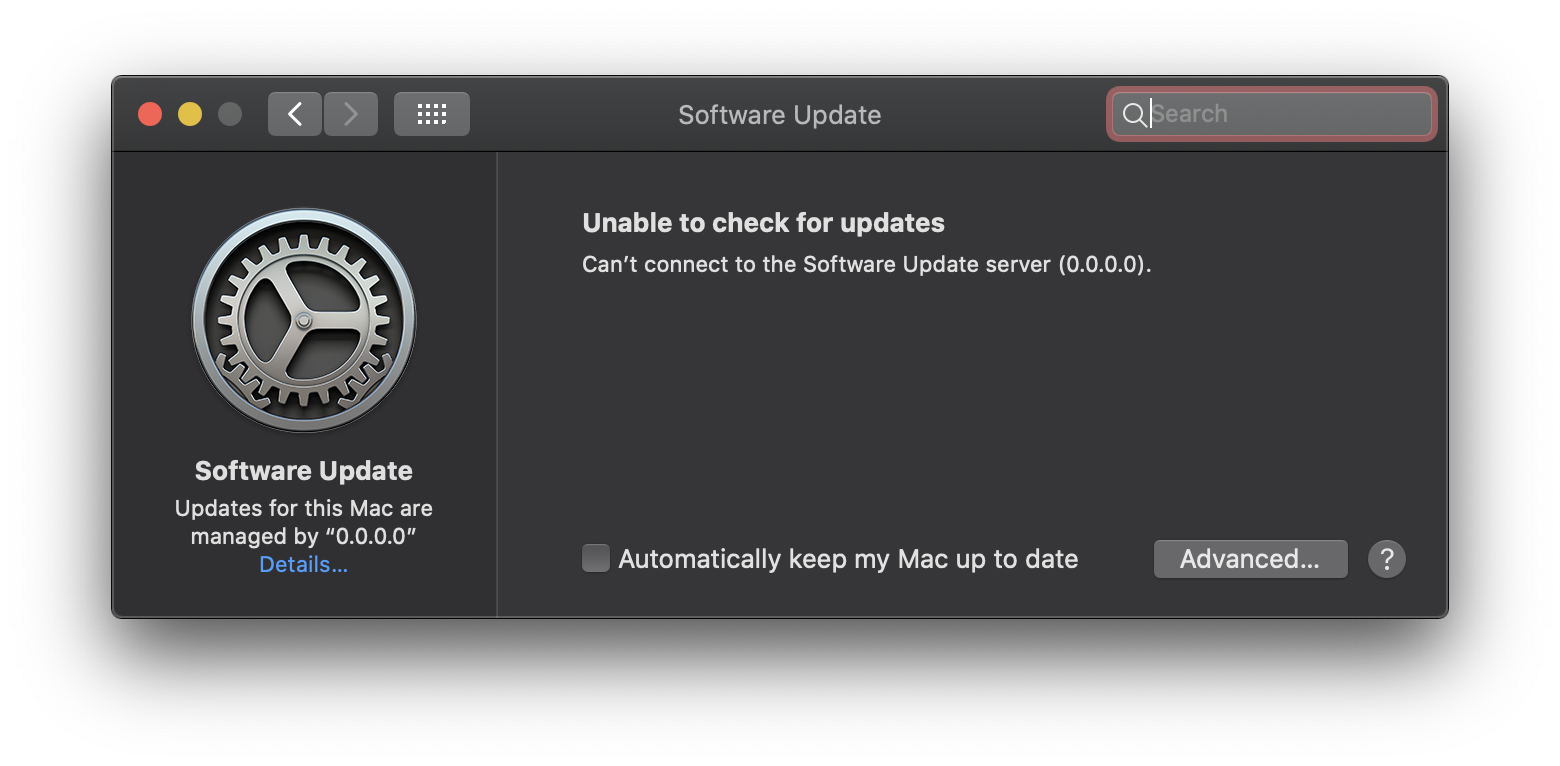 Software Update
Search
Unable to check for updates
Can’t connect to the Software Update server (0.0.0.0).
Software Update
Updates for this Mac are
managed by “0.0.0.0”
Details...
Automatically keep my Mac up to date
Advanced...
?